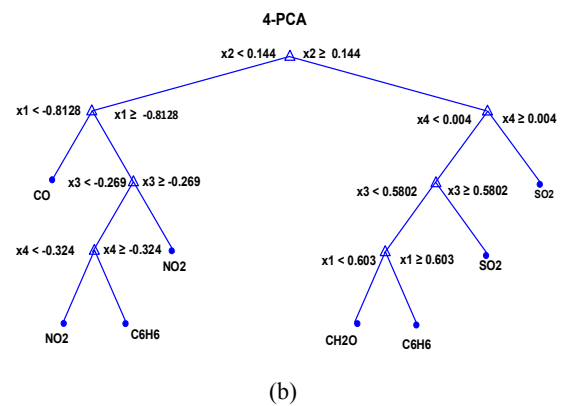 4-PCA
x2 < 0.144 x2 ≥ 0.144
x1 < -0.8128 x1 ≥ -0.8128
x4 < 0.004 x4 ≥ 0.004
CO
x3 < -0.269 x3 ≥ -0.269
x3 < 0.5802 x3 ≥ 0.5802
SO2
x4 < -0.324 x4 ≥ -0.324
NO2
x1 < 0.603 x1 ≥ 0.603
SO2
NO2
C6H6
CH2O
C6H6
(b)